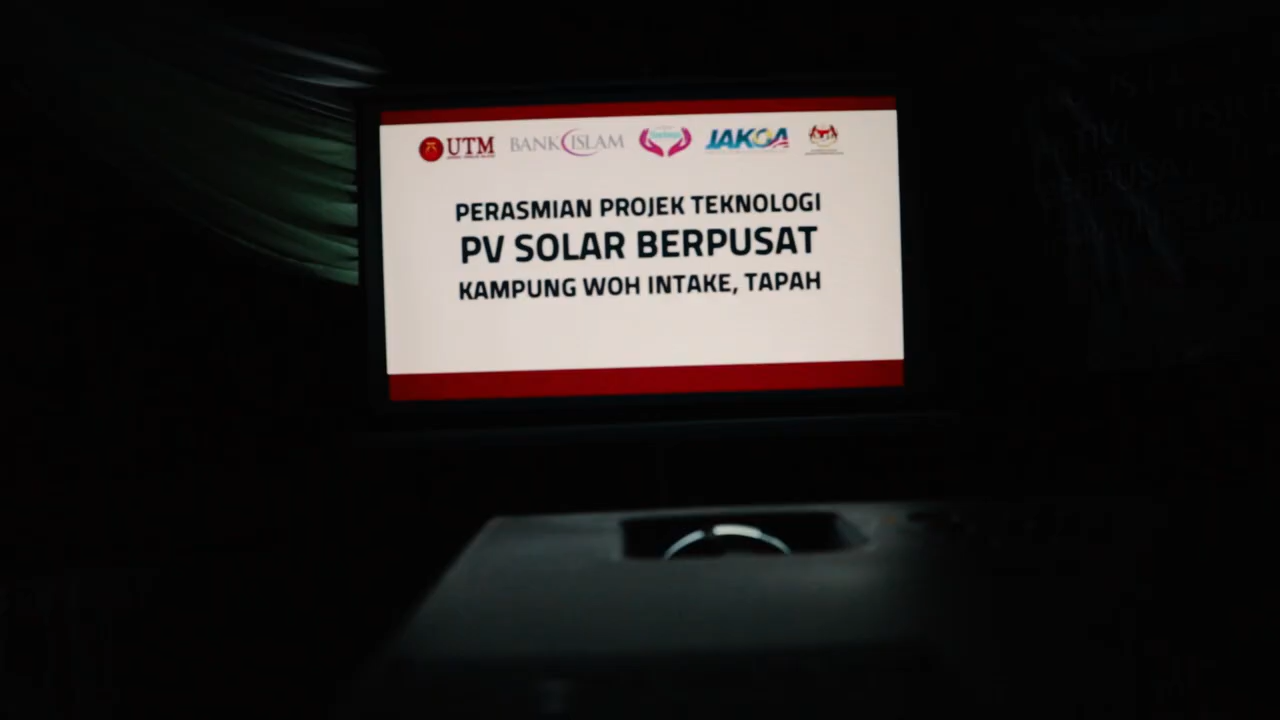 UTM
BANK ISLAM
JAKOA
PERASMIAN PROJEK TEKNOLOGI
PV SOLAR BERPUSAT
KAMPUNG WOH INTAKE, TAPAH